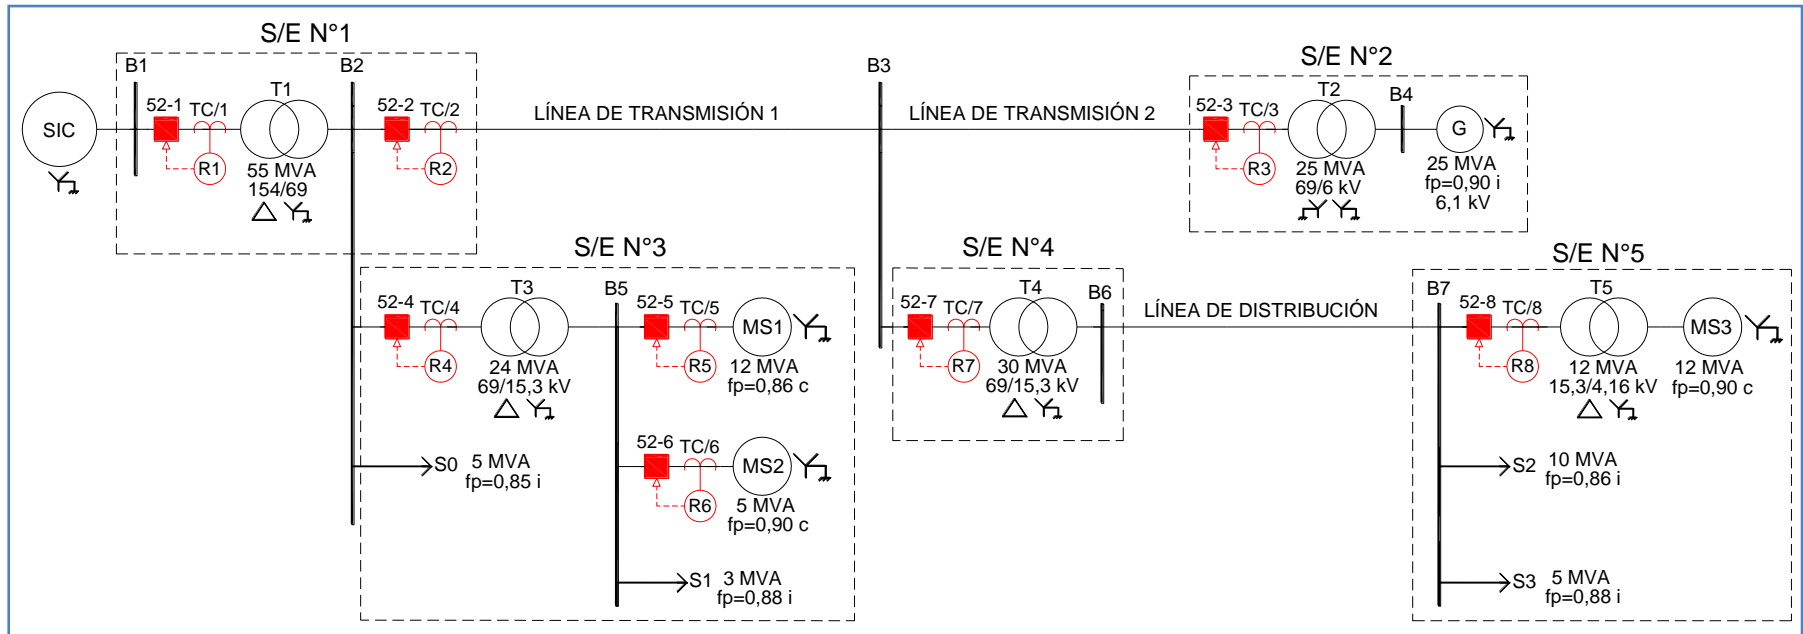 S/E N°1
S/E N°2
B1
B2
B3
B4
T1
T2
52-1
TC/1
52-2
TC/2
LÍNEA DE TRANSMISIÓN 1
LÍNEA DE TRANSMISIÓN 2
52-3
TC/3
SIC
G
R1
R2
R3
55 MVA
154/69
25 MVA
69/6 kV
25 MVA
fp=0,90 i
6,1 kV
S/E N°3
S/E N°4
S/E N°5
52-4
TC/4
T3
B5
52-5
TC/5
MS1
R4
R5
24 MVA
69/15,3 kV
12 MVA
fp=0,86 c
52-7
TC/7
T4
B6
LÍNEA DE DISTRIBUCIÓN
R7
30 MVA
69/15,3 kV
B7
52-8
TC/8
T5
MS3
R8
12 MVA
15,3/4,16 kV
12 MVA
fp=0,90 c
S0
5 MVA
fp=0,85 i
52-6
TC/6
MS2
R6
5 MVA
fp=0,90 c
S2
10 MVA
fp=0,86 i
S1
3 MVA
fp=0,88 i
S3
5 MVA
fp=0,88 i